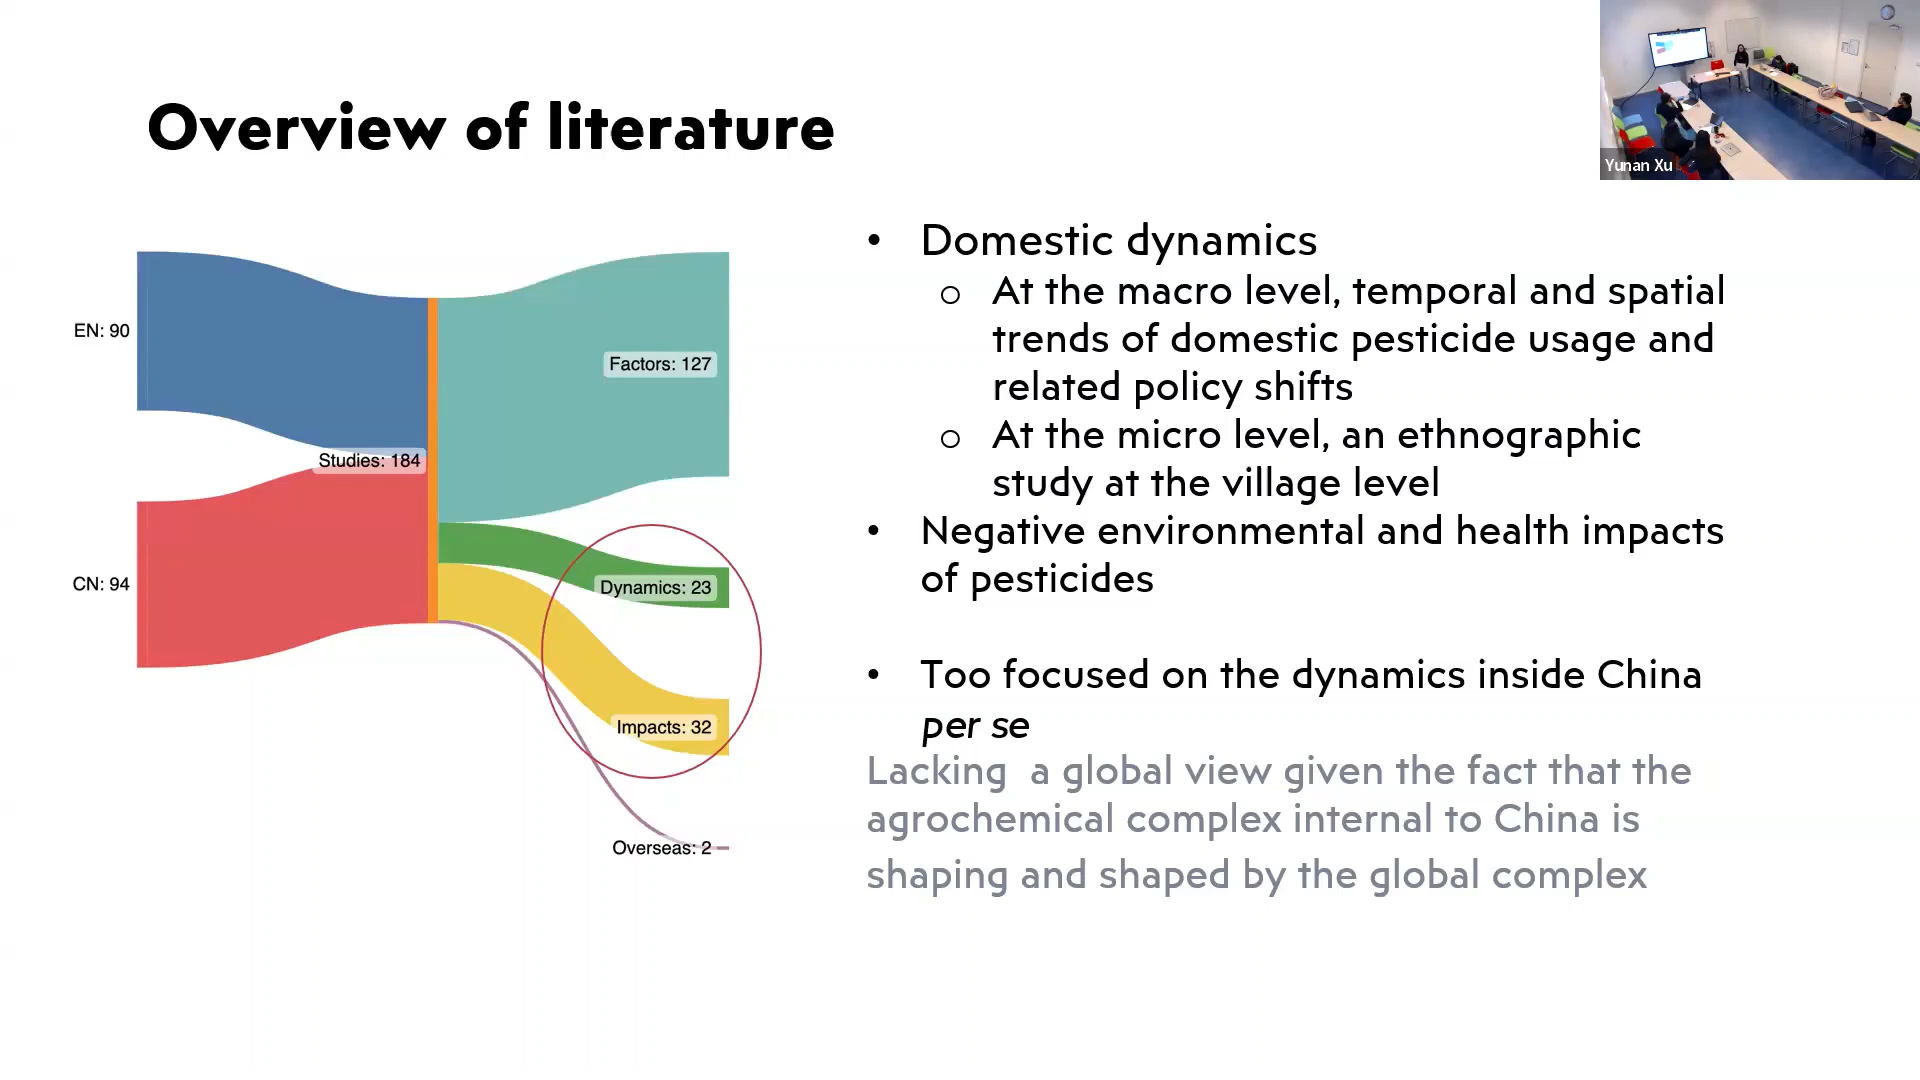 Overview of literature
Yunan Xu
EN: 90
Studies: 184
CN: 94
Factors: 127
Dynamics: 23
Impacts: 32
Overseas: 2
• Domestic dynamics
o At the macro level, temporal and spatial
trends of domestic pesticide usage and
related policy shifts
o At the micro level, an ethnographic
study at the village level
• Negative environmental and health impacts
of pesticides
• Too focused on the dynamics inside China
per se
Lacking a global view given the fact that the
agrochemical complex internal to China is
shaping and shaped by the global complex